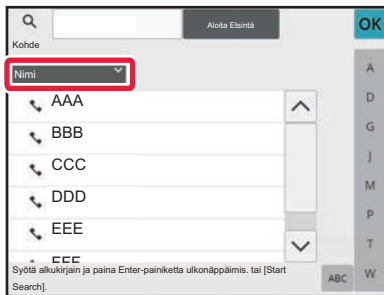 Aloita Etsintä
OK
Kohde
Nimi
A
AAA
D
BBB
G
CCC
J
DDD
M
EEE
P
FFF
T
Syötä alkukirjain ja paina Enter-painiketta ulkonäppäimis. tai [Start
Search].
ABC
W